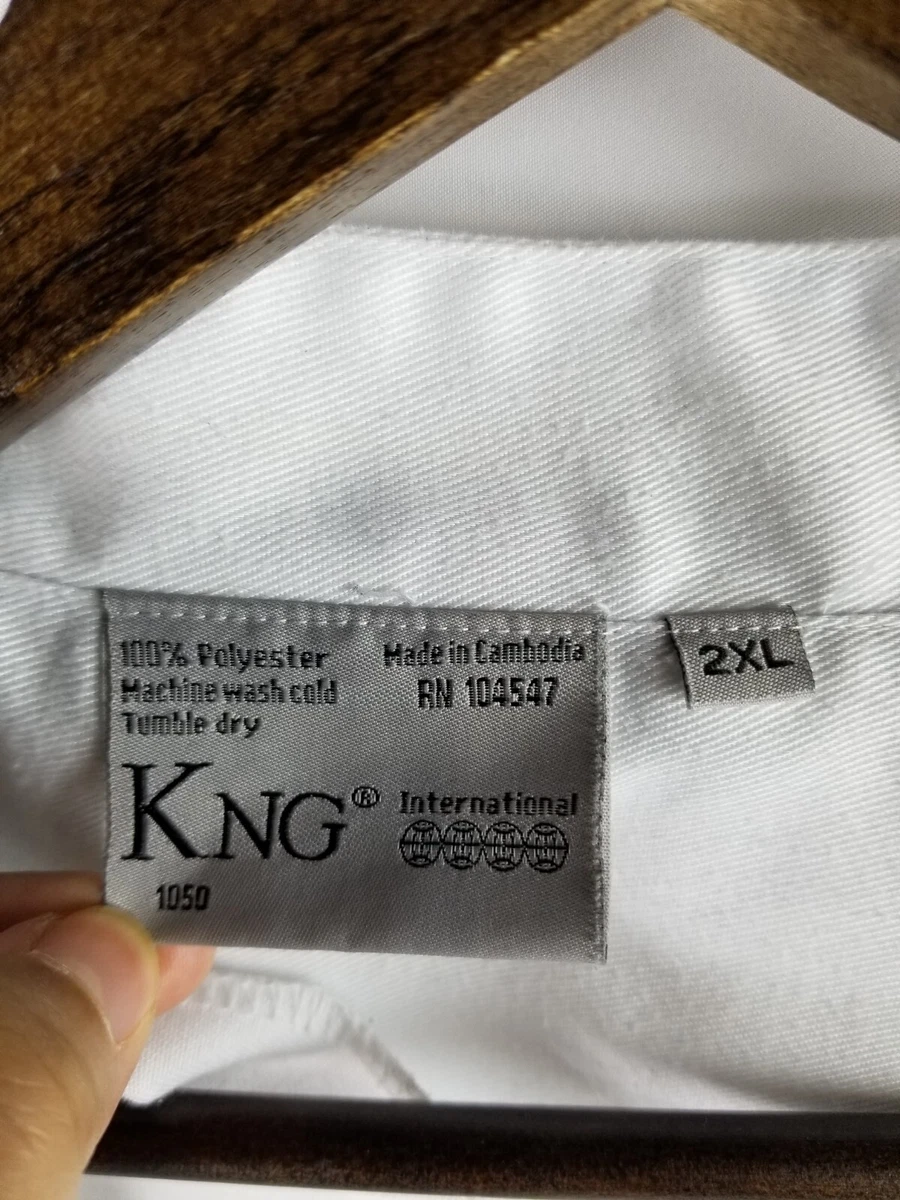 100% Polyester
Machine wash cold
Tumble dry
Made in Cambodia
RN 104547
KNG® International
1050
2XL